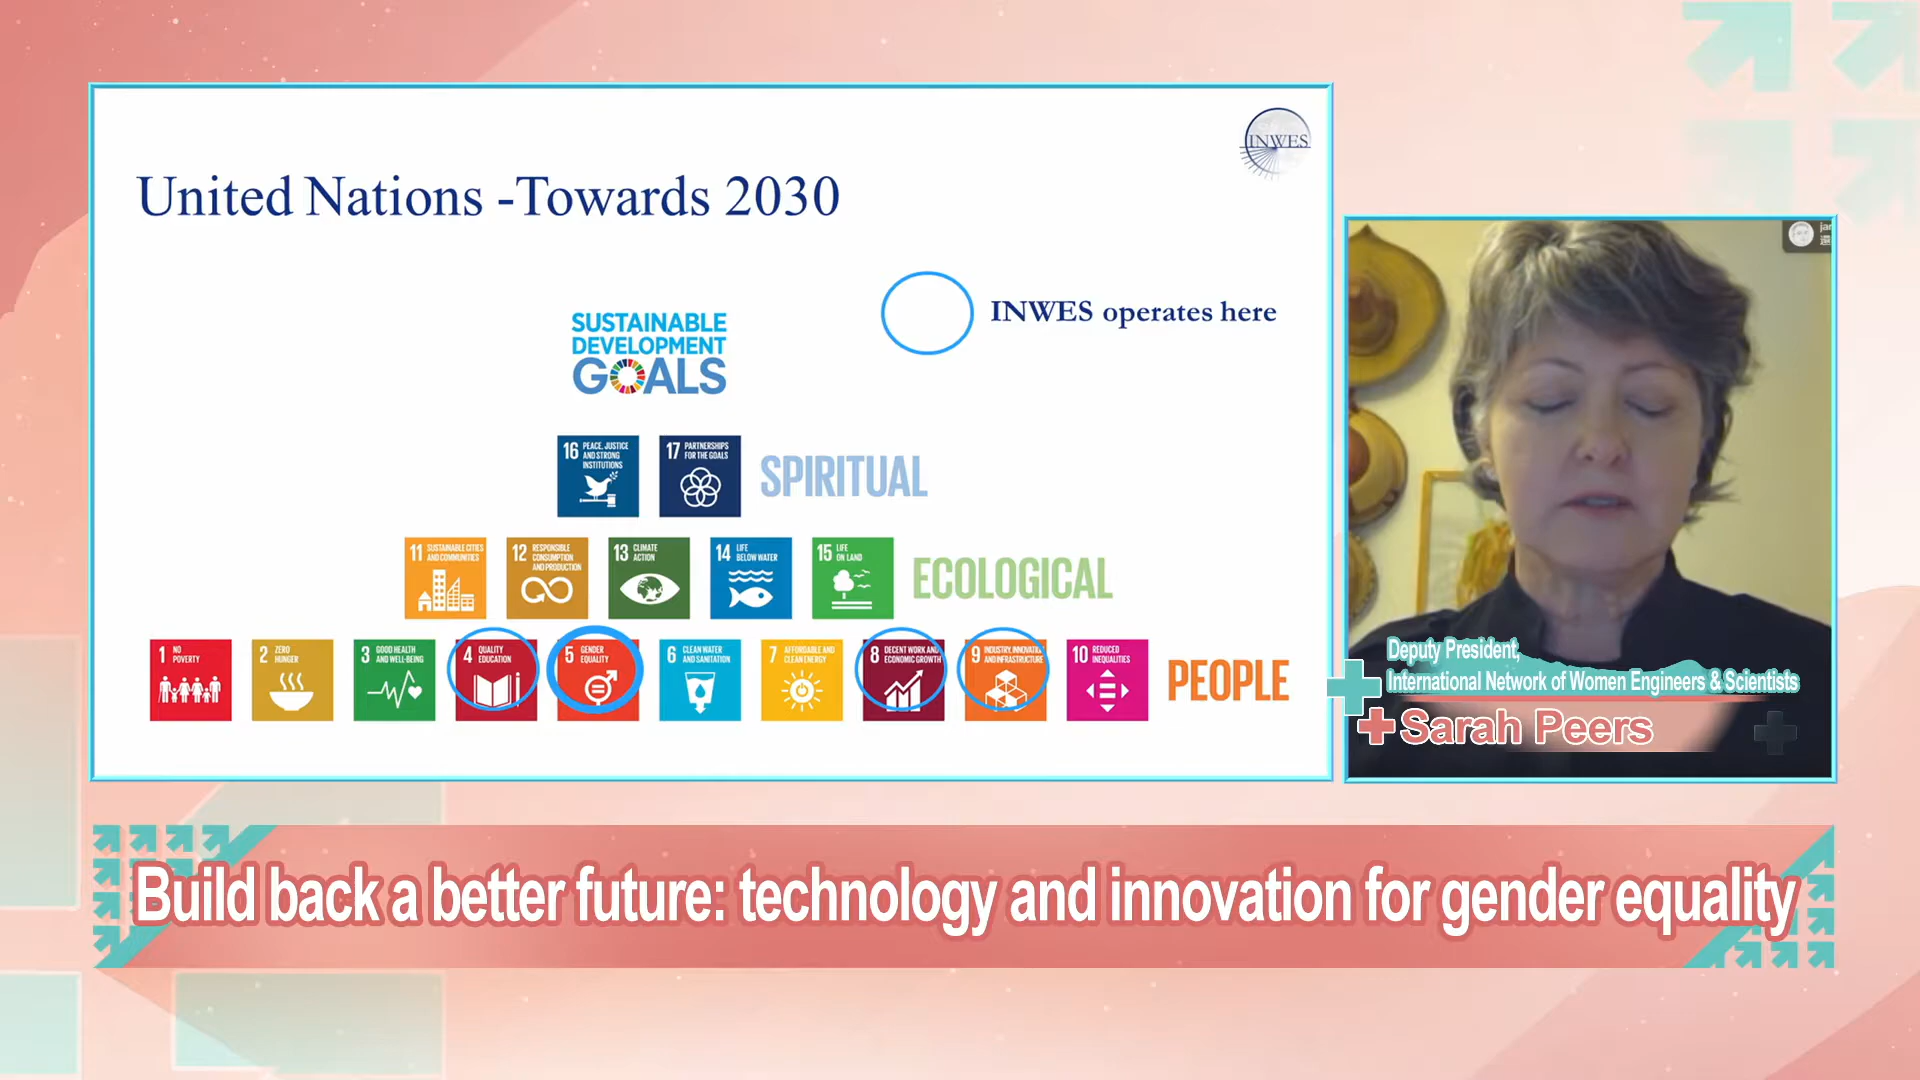 INWES
United Nations -Towards 2030
INWES operates here
SUSTAINABLE
DEVELOPMENT
GOALS
16 PEACE, JUSTICE
AND STRONG
INSTITUTIONS
17 PARTNERSHIPS
FOR THE GOALS
SPIRITUAL
11 SUSTAINABLE CITIES
AND COMMUNITIES
12 RESPONSIBLE
CONSUMPTION
AND PRODUCTION
13 CLIMATE
ACTION
14 LIFE
BELOW WATER
15 LIFE
ON LAND
ECOLOGICAL
1 NO
POVERTY
2 ZERO
HUNGER
3 GOOD HEALTH
AND WELL-BEING
4 QUALITY
EDUCATION
5 GENDER
EQUALITY
6 CLEAN WATER
AND SANITATION
7 AFFORDABLE AND
CLEAN ENERGY
8 DECENT WORK AND
ECONOMIC GROWTH
9 INDUSTRY, INNOVATI
AND INFRASTRUCTURE
10 REDUCED
INEQUALITIES
PEOPLE
Deputy President,
International Network of Women Engineers & Scientists
Sarah Peers
Build back a better future: technology and innovation for gender equality